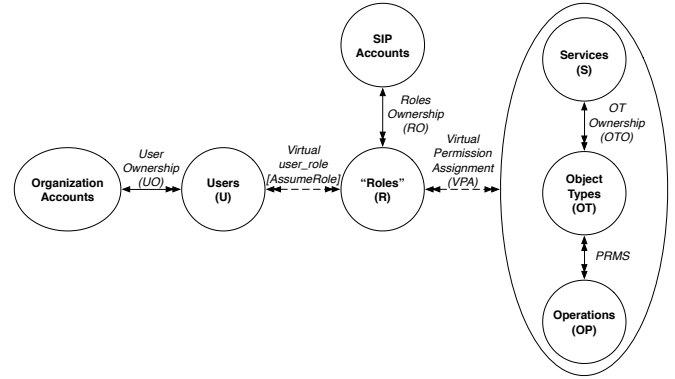 SIP
Accounts
Services
(S)
Roles
Ownership
(RO)
OT
Ownership
(OTO)
User
Ownership
(UO)
Virtual
user_role
[AssumeRole]
Virtual
Permission
Assignment
(VPA)
Organization
Accounts
Users
(U)
“Roles”
(R)
Object
Types
(OT)
PRMS
Operations
(OP)